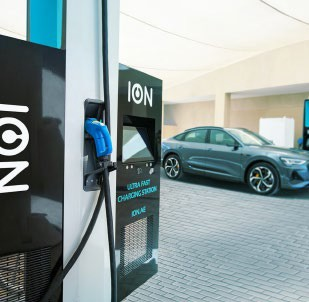 ION
ION
ULTRA FAST
CHARGING STATION
ION.AE